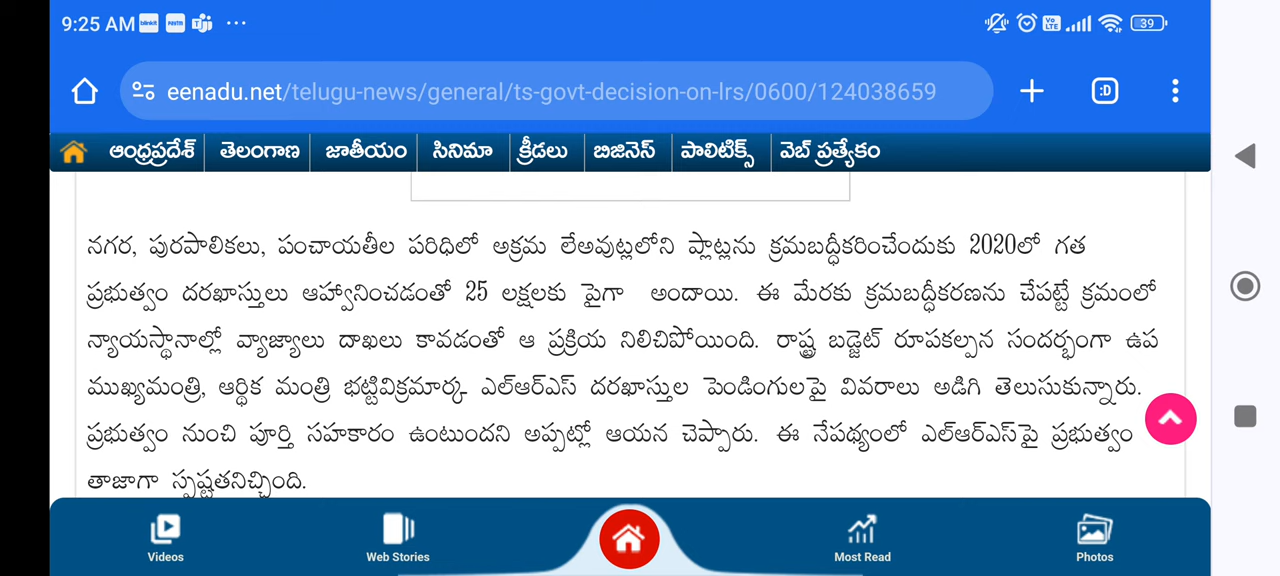 9:25 AM blinkit paytm ... Vo LTE 39
eenadu.net/telugu-news/general/ts-govt-decision-on-lrs/0600/124038659 + :D
ఆంధ్రప్రదేశ్ తెలంగాణ జాతీయం సినిమా క్రీడలు బిజినెస్ పాలిటిక్స్ వెబ్ ప్రత్యేకం
నగర, పురపాలికలు, పంచాయతీల పరిధిలో అక్రమ లేఅవుట్లలోని ప్లాట్లను క్రమబద్ధీకరించేందుకు 2020లో గత
ప్రభుత్వం దరఖాస్తులు ఆహ్వానించడంతో 25 లక్షలకు పైగా అందాయి. ఈ మేరకు క్రమబద్ధీకరణను చేపట్టే క్రమంలో
న్యాయస్థానాల్లో వ్యాజ్యాలు దాఖలు కావడంతో ఆ ప్రక్రియ నిలిచిపోయింది. రాష్ట్ర బడ్జెట్ రూపకల్పన సందర్భంగా ఉప
ముఖ్యమంత్రి, ఆర్థిక మంత్రి భట్టివిక్రమార్క ఎల్ఆర్ఎస్ దరఖాస్తుల పెండింగులపై వివరాలు అడిగి తెలుసుకున్నారు.
ప్రభుత్వం నుంచి పూర్తి సహకారం ఉంటుందని అప్పట్లో ఆయన చెప్పారు. ఈ నేపథ్యంలో ఎల్ఆర్ఎస్‌పై ప్రభుత్వం
తాజాగా స్పష్టతనిచ్చింది.
Videos Web Stories Most Read Photos